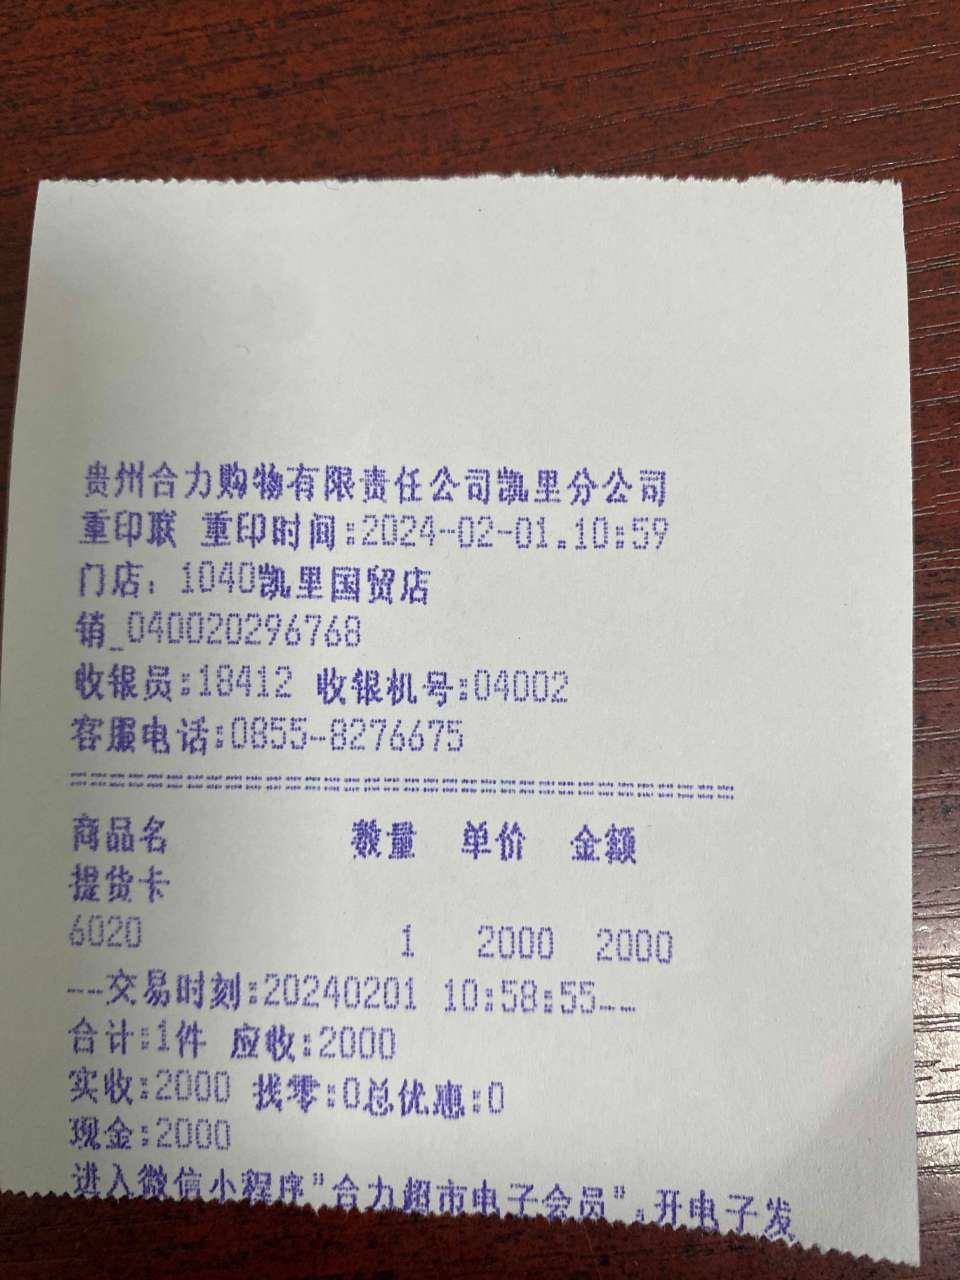 贵州合力购物有限责任公司凯里分公司
重印联 重印时间:2024-02-01.10:59
门店：1040凯里国贸店
销_040020296768
收银员:18412 收银机号:04002
客服电话:0855-8276675
商品名 数量 单价 金额
提货卡
6020 1 2000 2000
--交易时刻:20240201 10:58:55--
合计:1件 应收:2000
实收:2000 找零:0总优惠:0
现金:2000
进入微信小程序"合力超市电子会员",开电子发